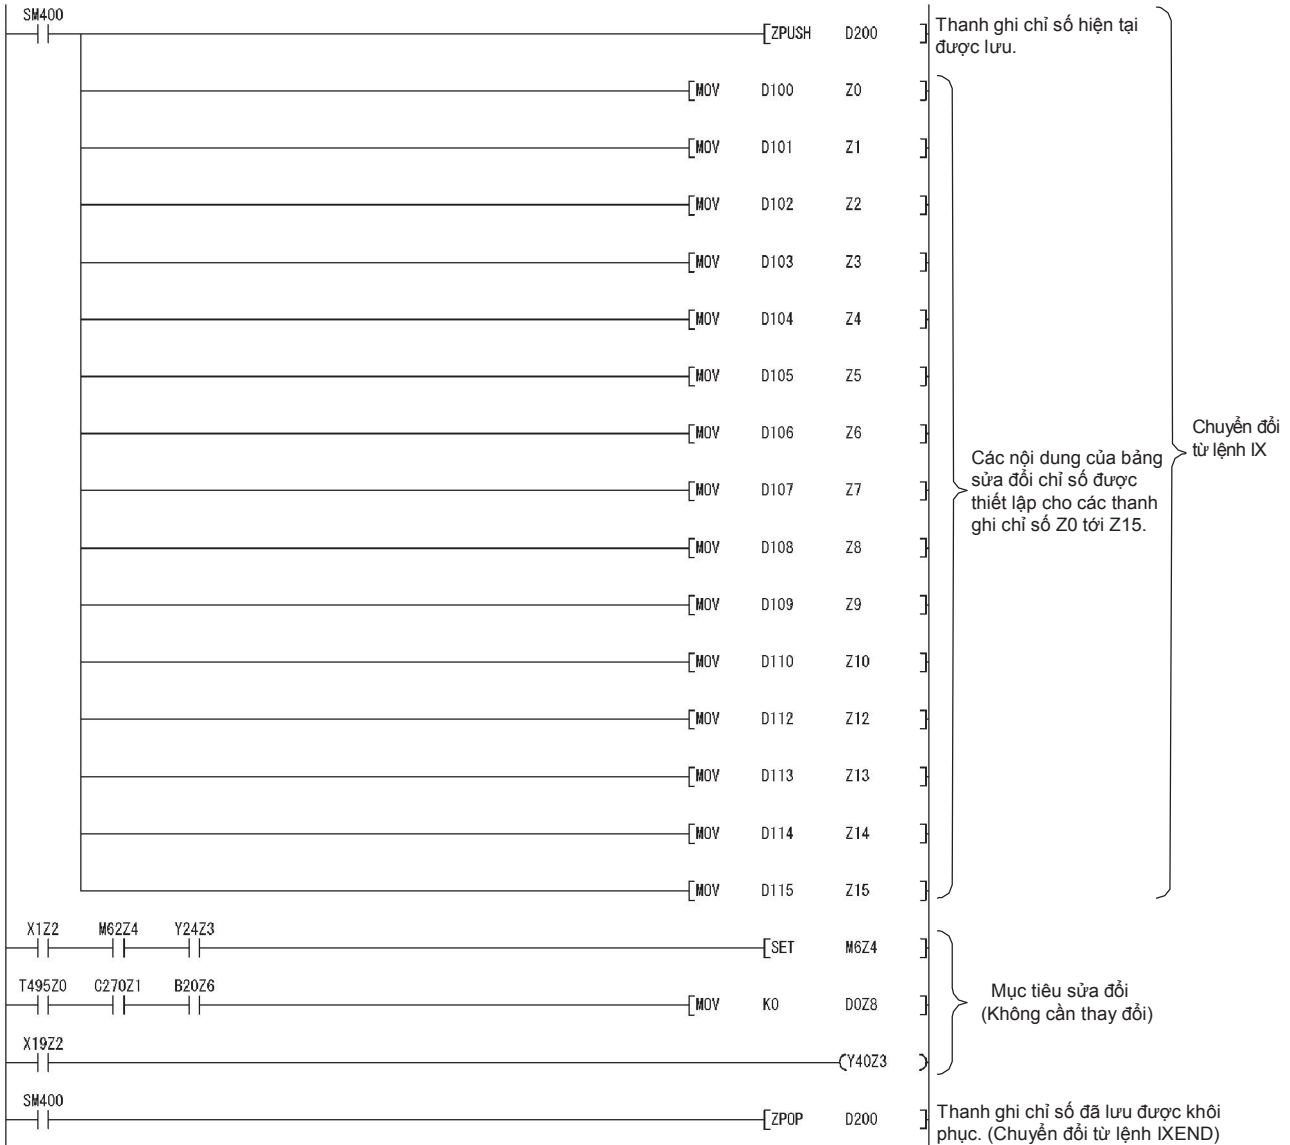 SM400
[ZPUSH D200 ]
Thanh ghi chỉ số hiện tại
được lưu.
[MOV D100 Z0 ]
[MOV D101 Z1 ]
[MOV D102 Z2 ]
[MOV D103 Z3 ]
[MOV D104 Z4 ]
[MOV D105 Z5 ]
[MOV D106 Z6 ]
[MOV D107 Z7 ]
[MOV D108 Z8 ]
[MOV D109 Z9 ]
[MOV D110 Z10 ]
[MOV D112 Z12 ]
[MOV D113 Z13 ]
[MOV D114 Z14 ]
[MOV D115 Z15 ]
Các nội dung của bảng
sửa đổi chỉ số được
thiết lập cho các thanh
ghi chỉ số Z0 tới Z15.
Chuyển đổi
từ lệnh IX
X1Z2 M62Z4 Y24Z3
[SET M6Z4 ]
T495Z0 C270Z1 B20Z6
[MOV K0 D0Z8 ]
X19Z2
(Y40Z3 )
Mục tiêu sửa đổi
(Không cần thay đổi)
SM400
[ZPOP D200 ]
Thanh ghi chỉ số đã lưu được khôi
phục. (Chuyển đổi từ lệnh IXEND)